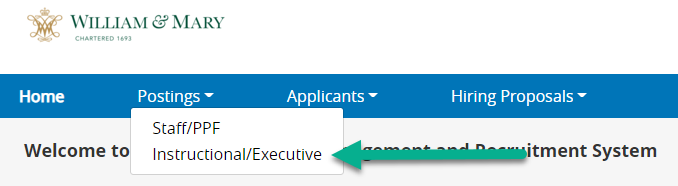 WILLIAM & MARY
CHARTERED 1693
Home Postings Applicants Hiring Proposals
Staff/PPF
Instructional/Executive
Welcome to and Recruitment System